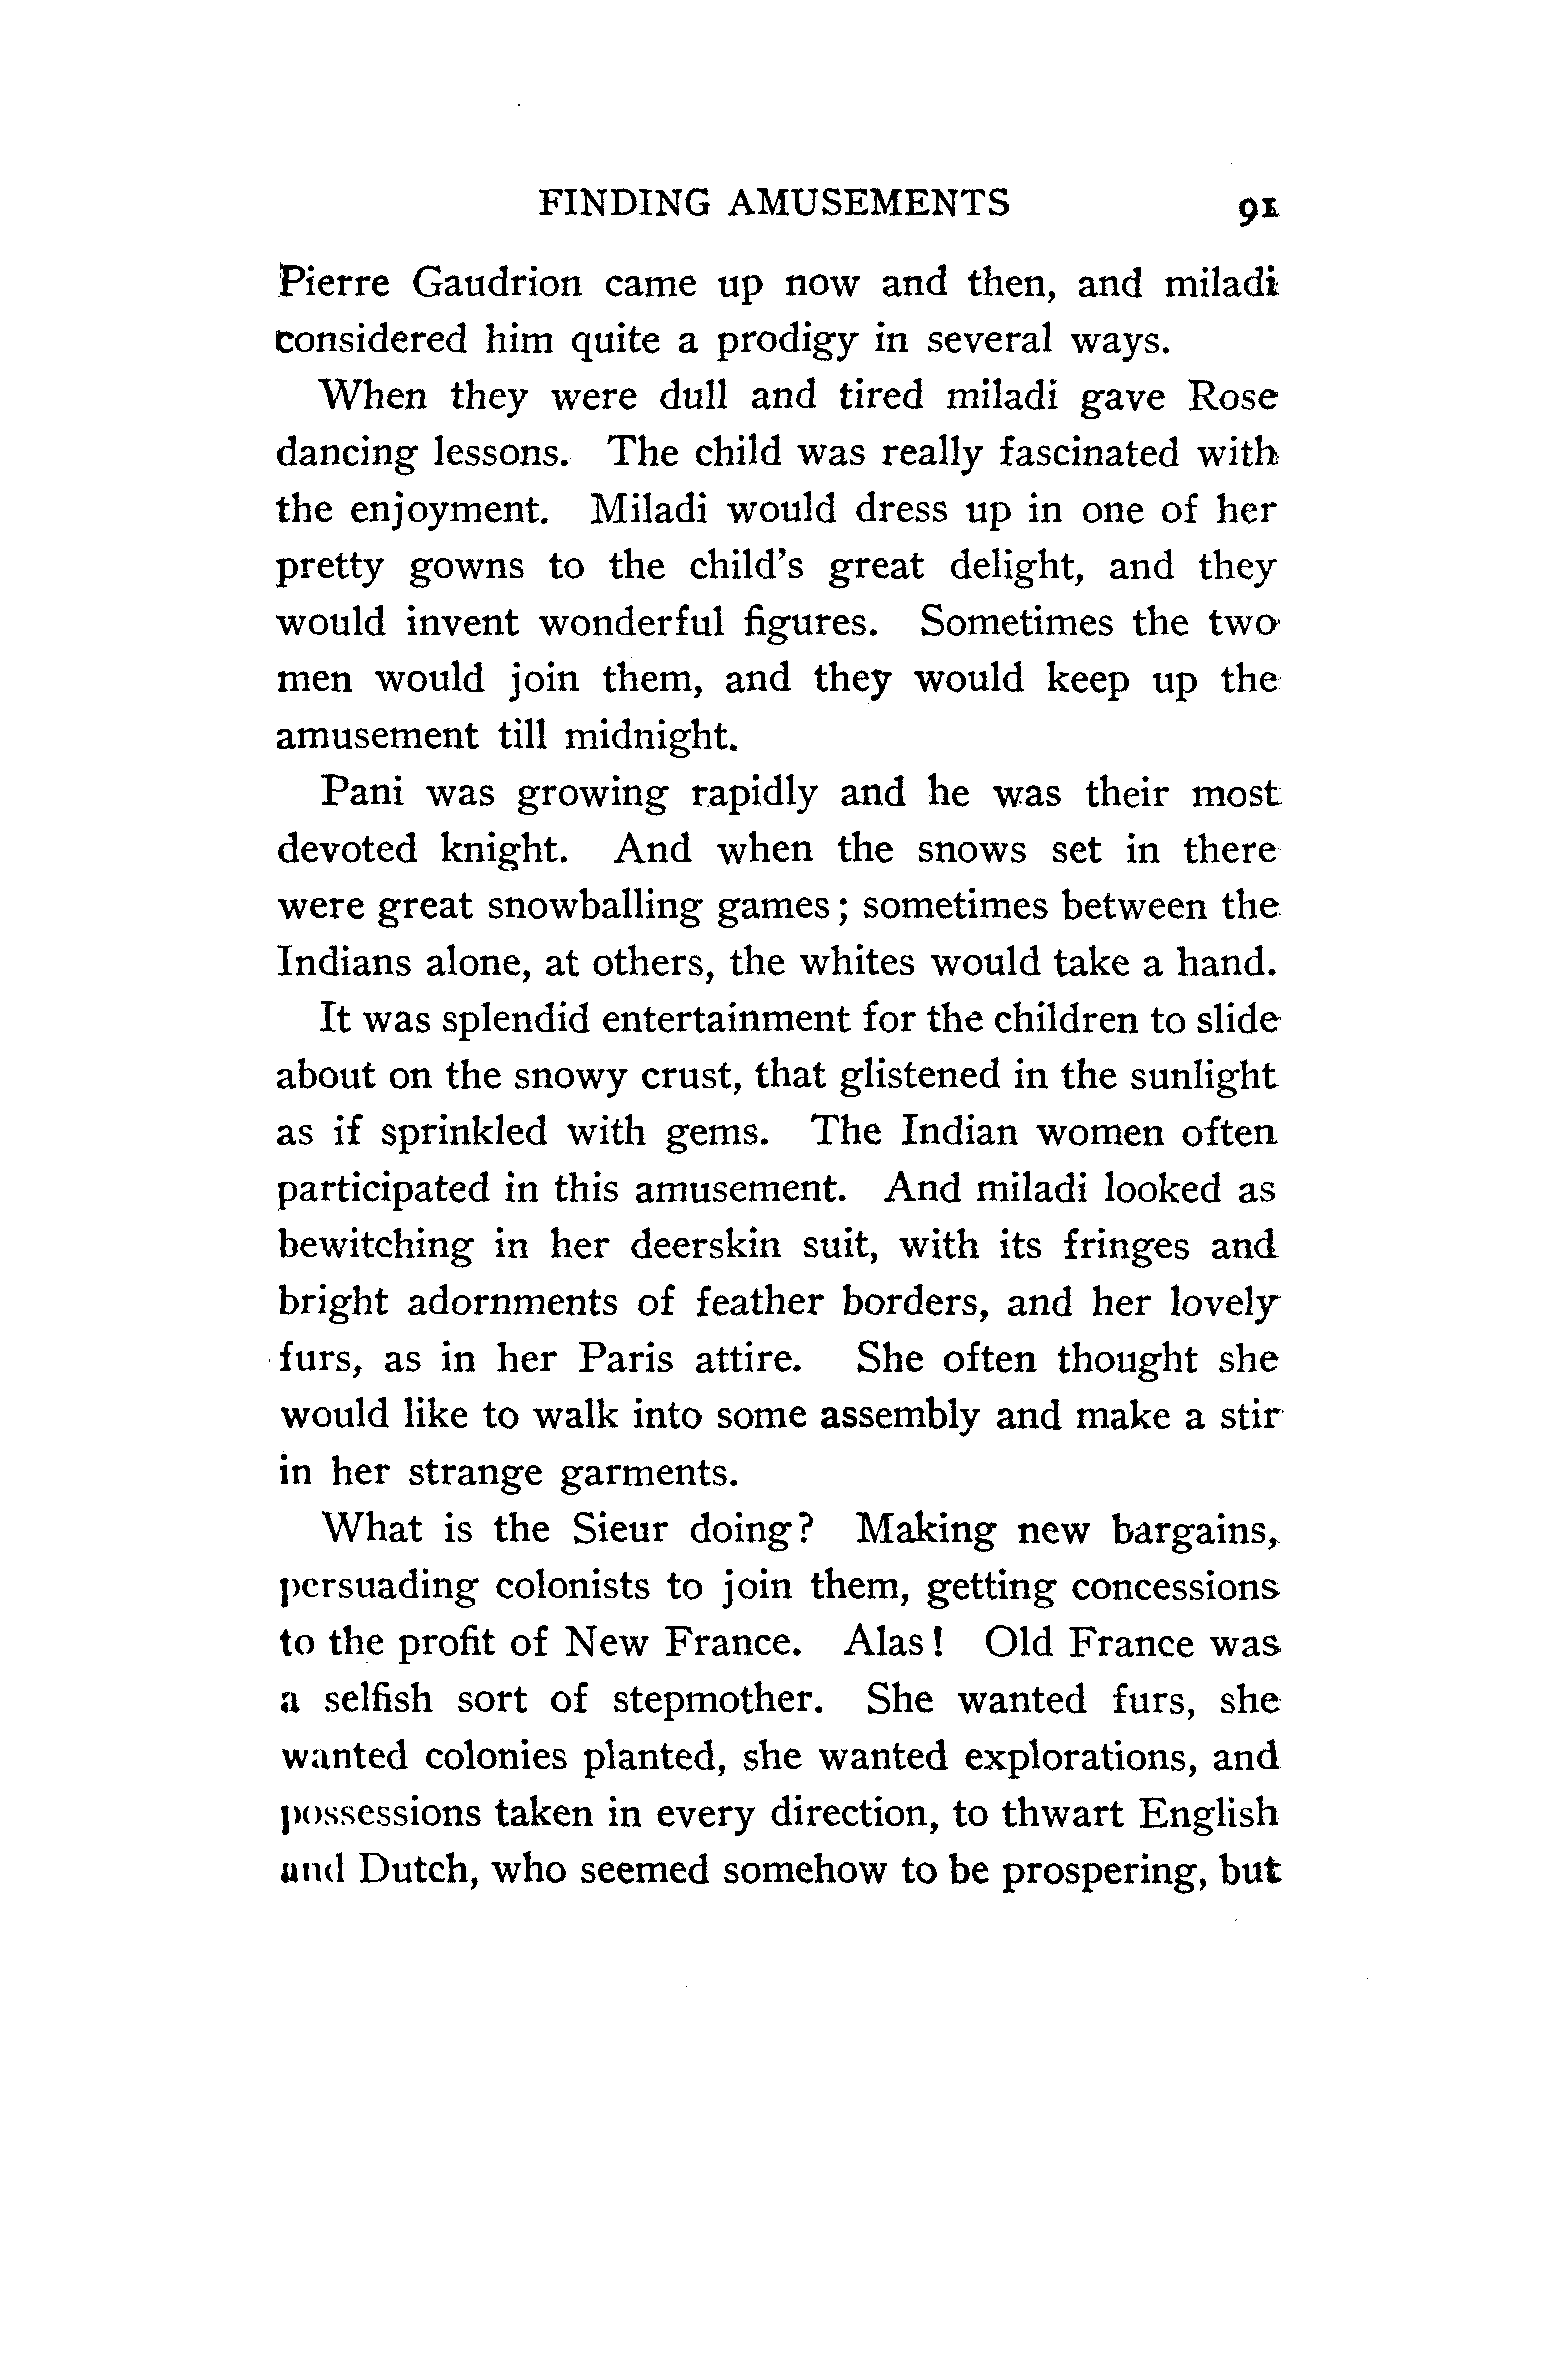 FINDING AMUSEMENTS 91
Pierre Gaudrion came up now and then, and miladi
considered him quite a prodigy in several ways.
When they were dull and tired miladi gave Rose
dancing lessons. The child was really fascinated with
the enjoyment. Miladi would dress up in one of her
pretty gowns to the child's great delight, and they
would invent wonderful figures. Sometimes the two
men would join them, and they would keep up the
amusement till midnight.
Pani was growing rapidly and he was their most
devoted knight. And when the snows set in there
were great snowballing games; sometimes between the
Indians alone, at others, the whites would take a hand.
It was splendid entertainment for the children to slide
about on the snowy crust, that glistened in the sunlight
as if sprinkled with gems. The Indian women often
participated in this amusement. And miladi looked as
bewitching in her deerskin suit, with its fringes and
bright adornments of feather borders, and her lovely
furs, as in her Paris attire. She often thought she
would like to walk into some assembly and make a stir
in her strange garments.
What is the Sieur doing? Making new bargains,
persuading colonists to join them, getting concessions
to the profit of New France. Alas! Old France was
a selfish sort of stepmother. She wanted furs, she
wanted colonies planted, she wanted explorations, and
possessions taken in every direction, to thwart English
and Dutch, who seemed somehow to be prospering, but